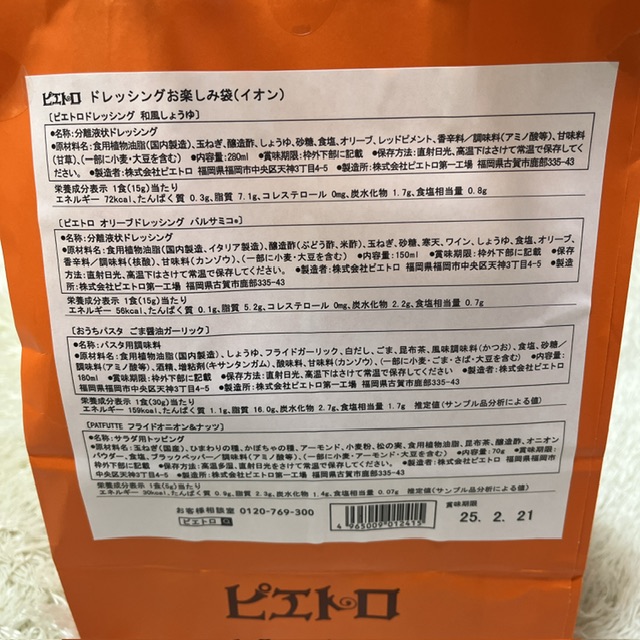 ピエトロ ドレッシングお楽しみ袋(イオン)
〔ピエトロドレッシング 和風しょうゆ〕
●名称:分離液状ドレッシング
●原材料名:食用植物油脂(国内製造)、玉ねぎ、醸造酢、しょうゆ、砂糖、食塩、オリーブ、レッドピメント、香辛料/調味料(アミノ酸等)、甘味料
(甘草)、(一部に小麦・大豆を含む) ●内容量:280ml ●賞味期限:枠外下部に記載 ●保存方法:直射日光、高温下はさけて常温で保存
してください。 ●製造者:株式会社ピエトロ 福岡県福岡市中央区天神3丁目4-5 ●製造所:株式会社ピエトロ第一工場 福岡県古賀市鹿部335-43
栄養成分表示 1食(15g)当たり
エネルギー 72kcal、たんぱく質 0.3g、脂質 7.1g、コレステロール 0mg、炭水化物 1.7g、食塩相当量 0.8g
〔ピエトロ オリーブドレッシング バルサミコ®〕
●名称:分離液状ドレッシング
●原材料名:食用植物油脂(国内製造、イタリア製造)、醸造酢(ぶどう酢、米酢)、玉ねぎ、砂糖、寒天、ワイン、しょうゆ、食塩、オリーブ、
香辛料/調味料(核酸)、甘味料(カンゾウ)、(一部に小麦・大豆を含む) ●内容量:150ml ●賞味期限:枠外下部に記載 ●保存
方法:直射日光、高温下はさけて常温で保存してください。 ●製造者:株式会社ピエトロ 福岡県福岡市中央区天神3丁目4-5 ●製造
所:株式会社ピエトロ第一工場 福岡県古賀市鹿部335-43
栄養成分表示 1食(15g)当たり
エネルギー 56kcal、たんぱく質 0.1g、脂質 5.2g、コレステロール 0mg、炭水化物 2.2g、食塩相当量 0.7g
〔おうちパスタ ごま醤油ガーリック〕
●名称:パスタ用調味料
●原材料名:食用植物油脂(国内製造)、しょうゆ、フライドガーリック、白だし、ごま、昆布茶、風味調味料(かつお)、食塩、砂糖/
調味料(アミノ酸等)、酒精、増粘剤(キサンタンガム)、酸味料、甘味料(カンゾウ)、(一部に小麦・ごま・さば・大豆を含む) ●内容量:
180ml ●賞味期限:枠外下部に記載 ●保存方法:直射日光、高温下はさけて常温で保存してください。 ●製造者:株式会社ピエトロ
福岡県福岡市中央区天神3丁目4-5 ●製造所:株式会社ピエトロ第一工場 福岡県古賀市鹿部335-43
栄養成分表示 1食(30g)当たり
エネルギー 159kcal、たんぱく質 1.1g、脂質 16.0g、炭水化物 2.7g、食塩相当量 1.7g 推定値(サンプル品分析による値)
〔PATFUTTE フライドオニオン&ナッツ〕
●名称:サラダ用トッピング
●原材料名:玉ねぎ(国産)、ひまわりの種、かぼちゃの種、アーモンド、小麦粉、松の実、食用植物油脂、昆布茶、醸造酢、オニオン
パウダー、食塩、ブラックペッパー/調味料(アミノ酸等)、(一部に小麦・アーモンド・大豆を含む) ●内容量:70g ●賞味期限:
枠外下部に記載 ●保存方法:高温多湿、直射日光をさけて常温で保存してください。 ●製造者:株式会社ピエトロ 福岡県福岡市
中央区天神3丁目4-5 ●製造所:株式会社ピエトロ第一工場 福岡県古賀市鹿部335-43
栄養成分表示 1食(5g)当たり
エネルギー 30kcal、たんぱく質 0.9g、脂質 2.3g、炭水化物 1.4g、食塩相当量 0.07g 推定値(サンプル品分析による値)
お客様相談室 0120-769-300
ピエトロ
4 965009 012415
賞味期限
25. 2. 21
ピエトロ